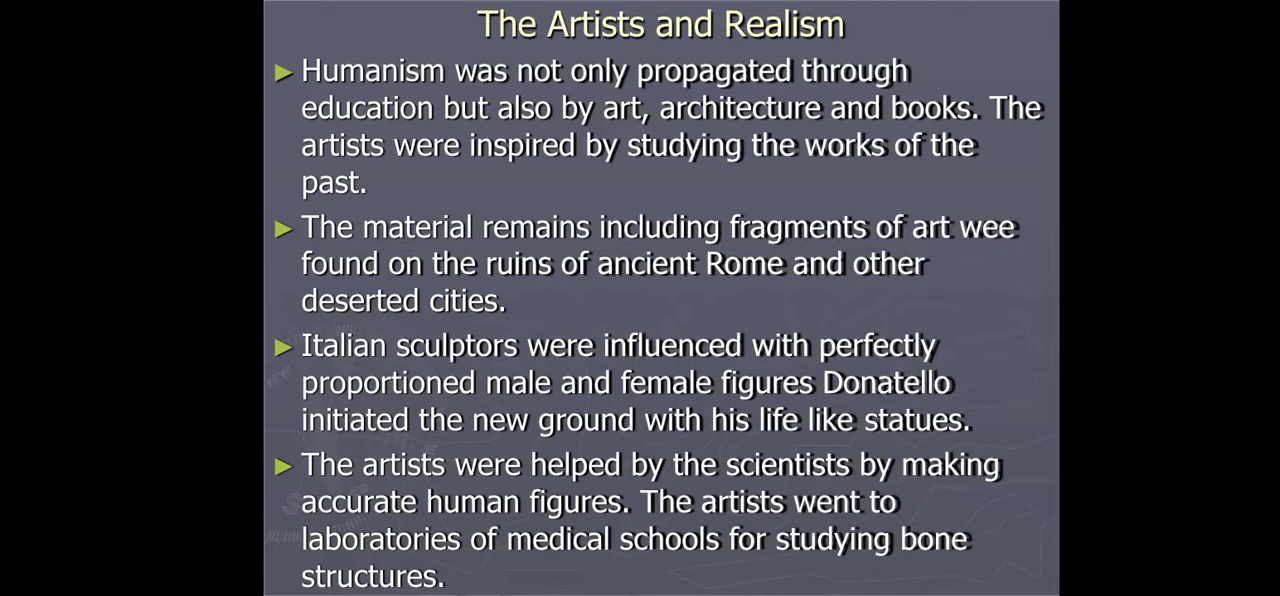 The Artists and Realism
► Humanism was not only propagated through
education but also by art, architecture and books. The
artists were inspired by studying the works of the
past.
► The material remains including fragments of art wee
found on the ruins of ancient Rome and other
deserted cities.
► Italian sculptors were influenced with perfectly
proportioned male and female figures Donatello
initiated the new ground with his life like statues.
► The artists were helped by the scientists by making
accurate human figures. The artists went to
laboratories of medical schools for studying bone
structures.